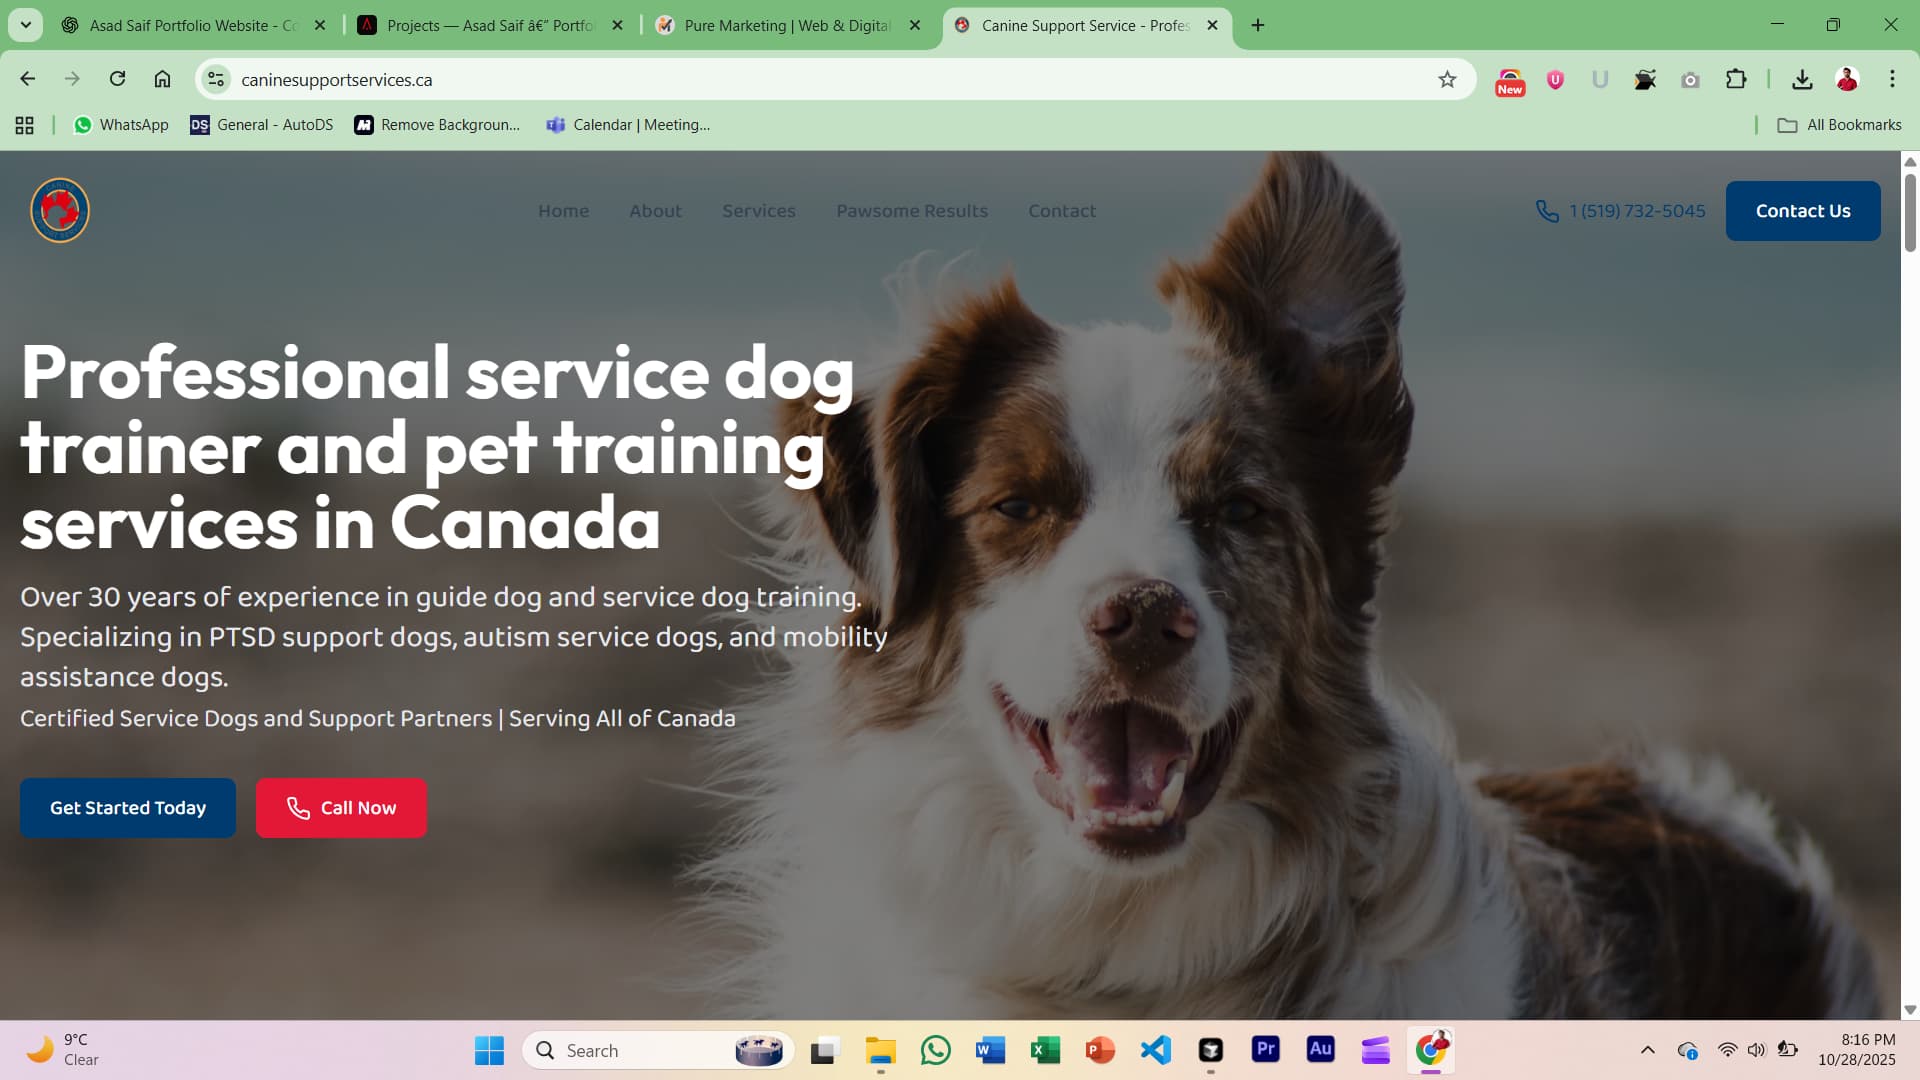 Asad Saif Portfolio Website - Co
Projects — Asad Saif â€” Portfo
Pure Marketing | Web & Digital
Canine Support Service - Profes
caninesupportservices.ca
New
WhatsApp
DS
General - AutoDS
Remove Backgroun...
Calendar | Meeting...
All Bookmarks
Home
About
Services
Pawsome Results
Contact
1 (519) 732-5045
Contact Us
Professional service dog
trainer and pet training
services in Canada
Over 30 years of experience in guide dog and service dog training.
Specializing in PTSD support dogs, autism service dogs, and mobility
assistance dogs.
Certified Service Dogs and Support Partners | Serving All of Canada
Get Started Today
Call Now
9°C
Clear
Search
Pr
Au
8:16 PM
10/28/2025